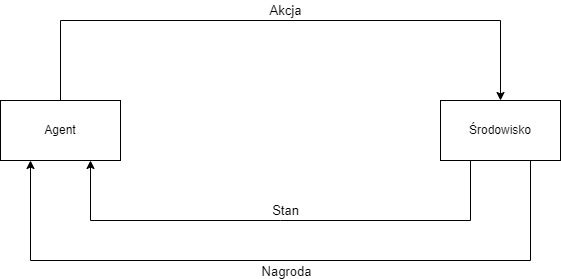 Akcja
Agent
Środowisko
Stan
Nagroda